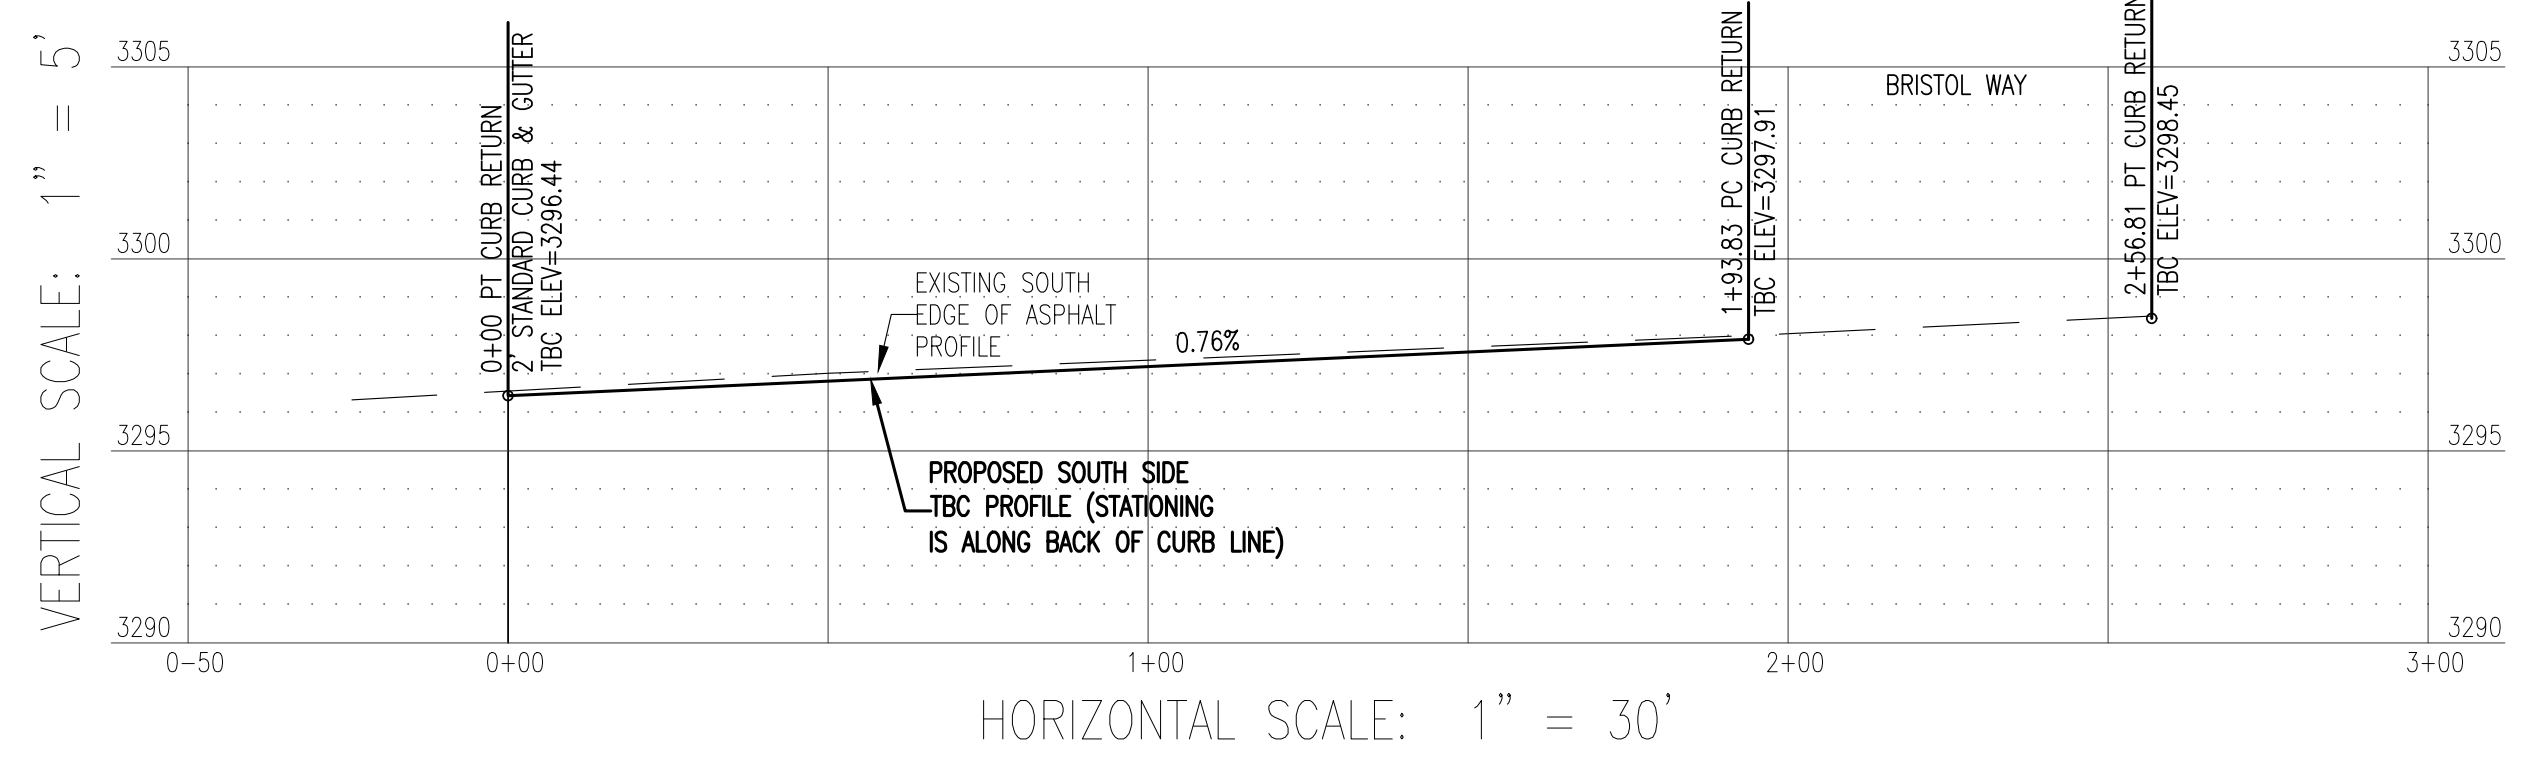 VERTICAL SCALE: 1" = 5'
3305
3300
3295
3290
0+00 PT CURB RETURN
2' STANDARD CURB & GUTTER
TBC ELEV=3296.44
EXISTING SOUTH
EDGE OF ASPHALT
PROFILE
0.76%
PROPOSED SOUTH SIDE
TBC PROFILE (STATIONING
IS ALONG BACK OF CURB LINE)
1+93.83 PC CURB RETURN
TBC ELEV=3297.91
BRISTOL WAY
2+56.81 PT CURB RETURN
TBC ELEV=3298.45
3305
3300
3295
3290
0-50
0+00
1+00
2+00
3+00
HORIZONTAL SCALE: 1" = 30'